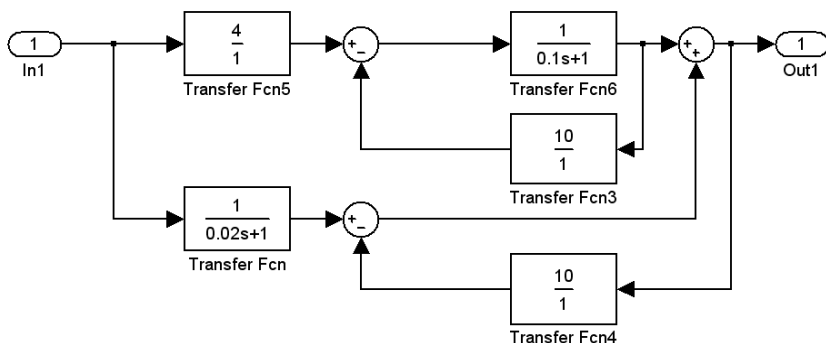 1
In1
4
1
Transfer Fcn5
+
−
1
0.1s+1
Transfer Fcn6
+
+
1
Out1
10
1
Transfer Fcn3
1
0.02s+1
Transfer Fcn
+
−
10
1
Transfer Fcn4